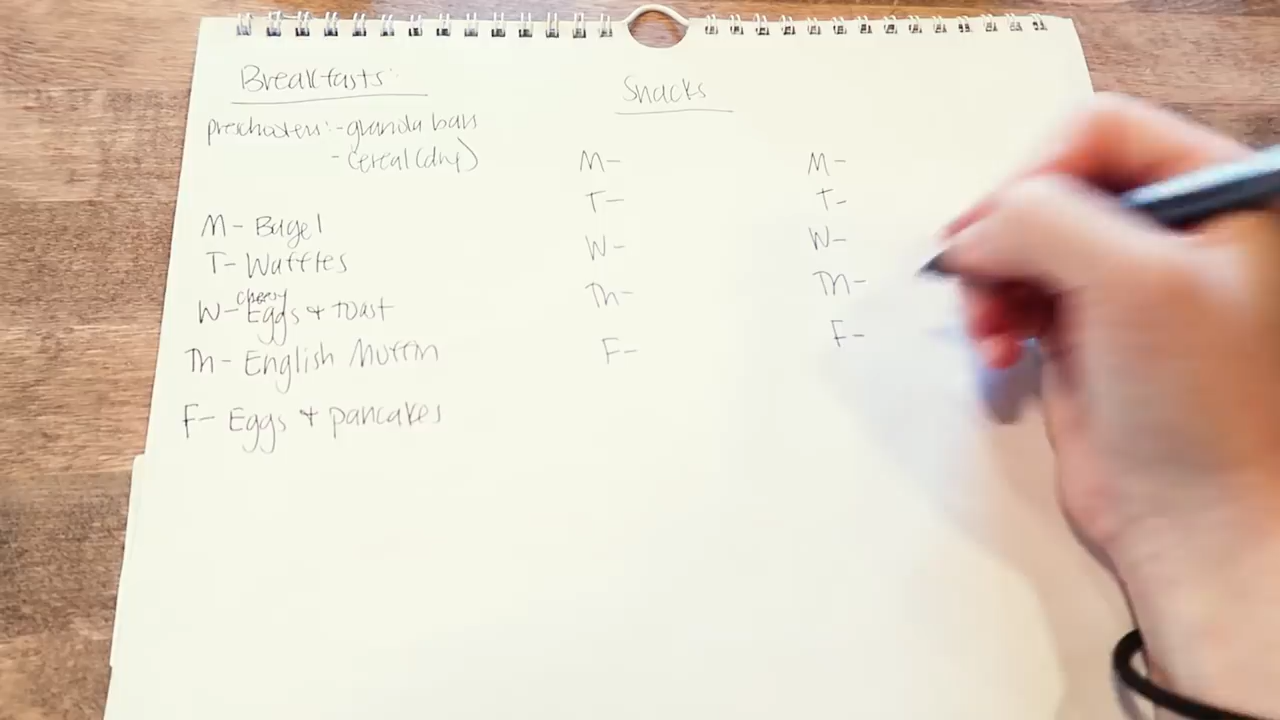 Breakfasts:
preschoolers: - granola bars
- cereal (dry)
M - Bagel
T - Waffles
cheesy
W - Eggs + toast
Th - English Muffin
F - Eggs + pancakes
Snacks
M -
T -
W -
Th -
F -
M -
T -
W -
Th -
F -